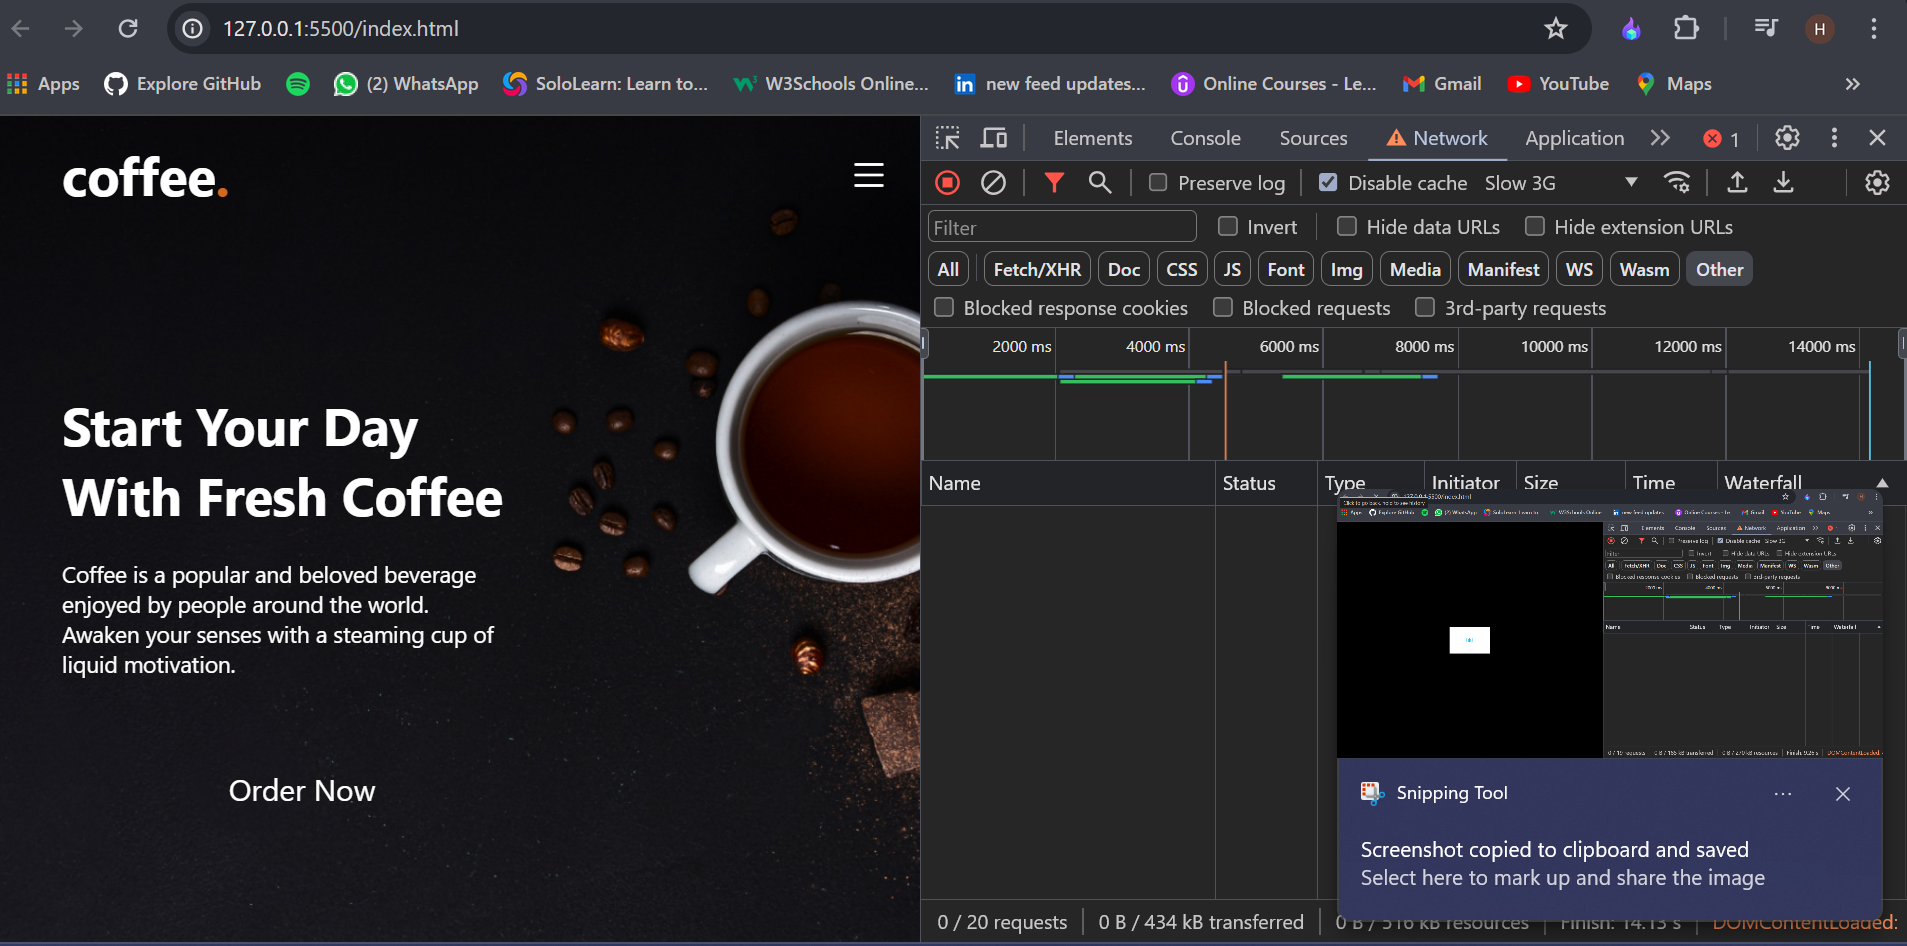 127.0.0.1:5500/index.html
H
Apps
Explore GitHub
(2) WhatsApp
SoloLearn: Learn to...
W3Schools Online...
new feed updates...
Online Courses - Le...
Gmail
YouTube
Maps
coffee.
Start Your Day
With Fresh Coffee
Coffee is a popular and beloved beverage
enjoyed by people around the world.
Awaken your senses with a steaming cup of
liquid motivation.
Order Now
Elements Console Sources Network Application 1
Preserve log Disable cache Slow 3G
Filter Invert Hide data URLs Hide extension URLs
All Fetch/XHR Doc CSS JS Font Img Media Manifest WS Wasm Other
Blocked response cookies Blocked requests 3rd-party requests
2000 ms 4000 ms 6000 ms 8000 ms 10000 ms 12000 ms 14000 ms
Name Status Type Initiator Size Time Waterfall
Snipping Tool
Screenshot copied to clipboard and saved
Select here to mark up and share the image
0 / 20 requests 0 B / 434 kB transferred 0 B / 516 kB resources Finish: 14.13 s DOMContentLoaded: